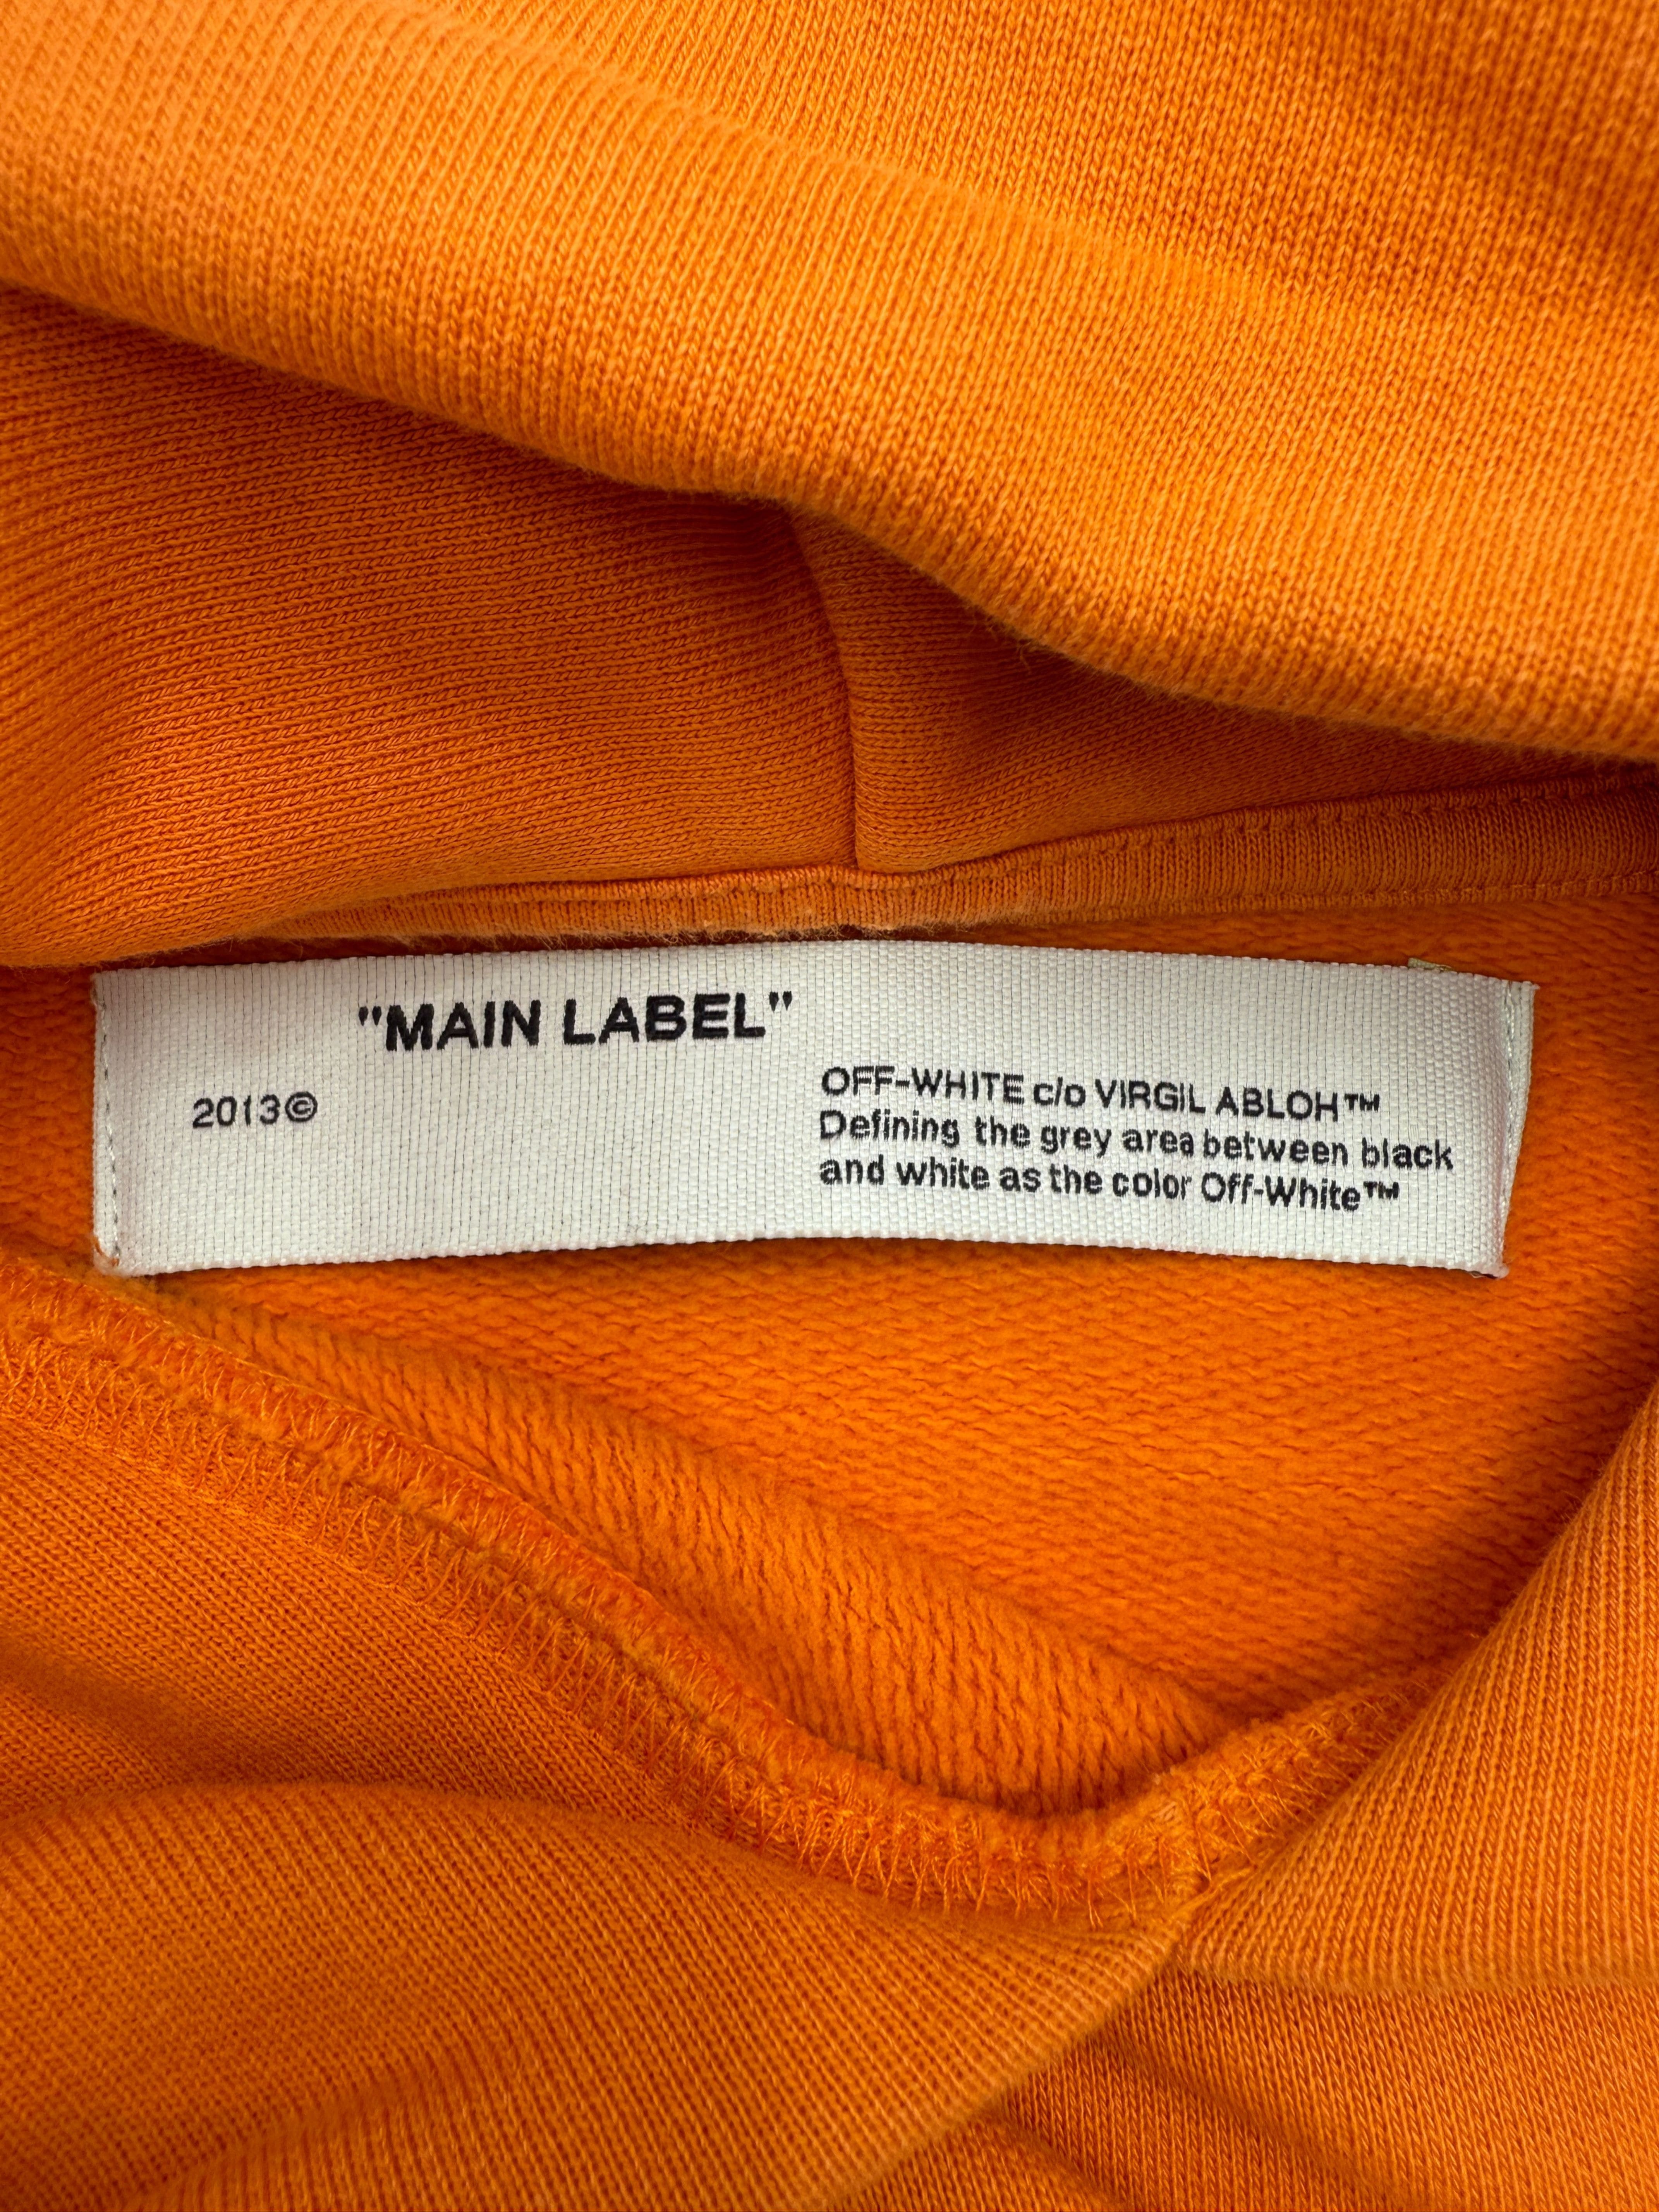 "MAIN LABEL"
2013©
OFF-WHITE c/o VIRGIL ABLOH™
Defining the grey area between black
and white as the color Off-White™